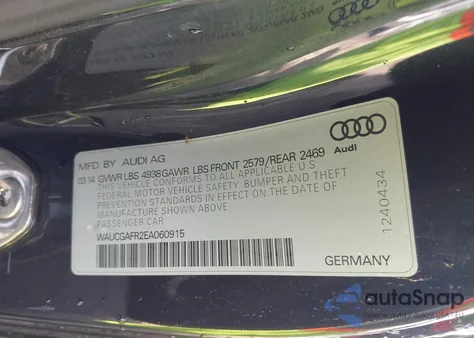 MFD. BY AUDI AG
03.14 GVWR LBS 4938 GAWR LBS FRONT 2579/REAR 2469
THIS VEHICLE CONFORMS TO ALL APPLICABLE U.S.
FEDERAL MOTOR VEHICLE SAFETY, BUMPER AND THEFT
PREVENTION STANDARDS IN EFFECT ON THE DATE OF
MANUFACTURE SHOWN ABOVE.
PASSENGER CAR
WAUCGAFR2EA060915
Audi
1240434
GERMANY
autoSnap